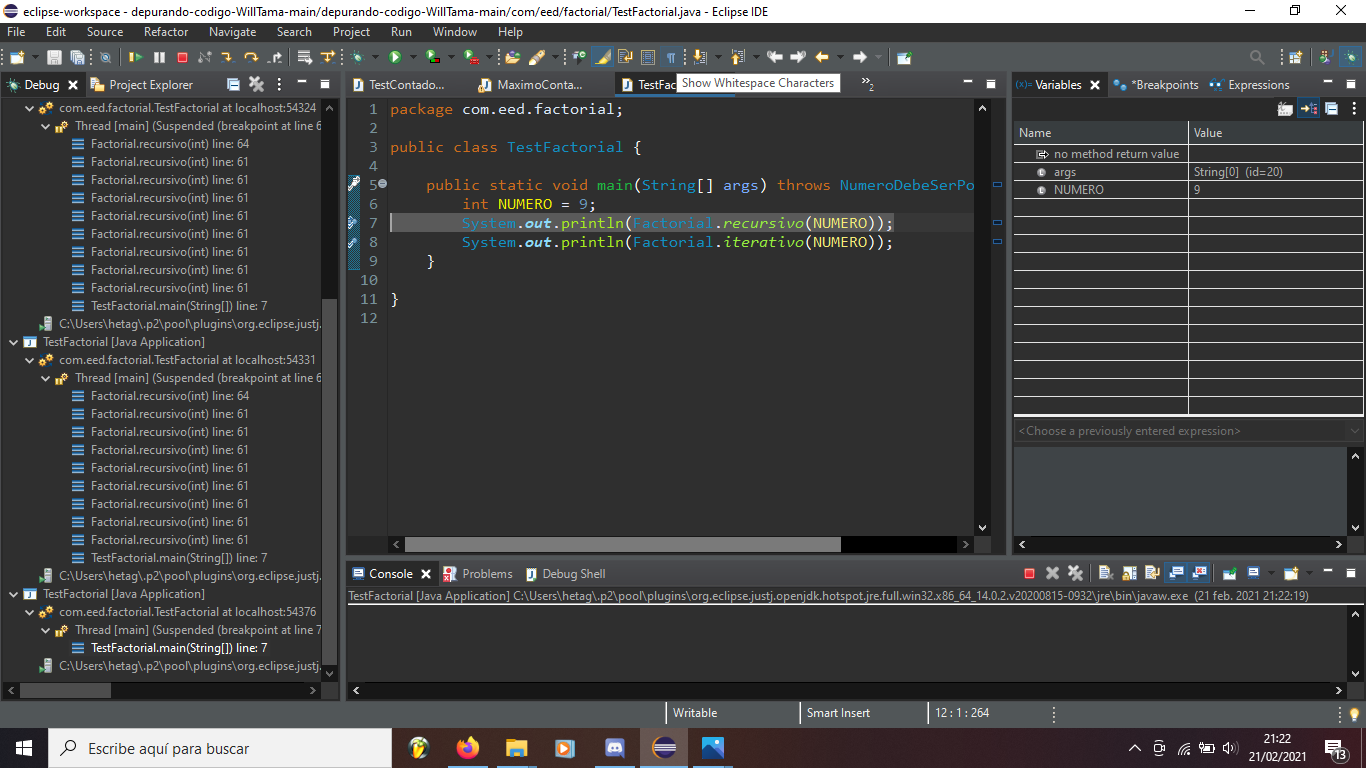 eclipse-workspace - depurando-codigo-WillTama-main/depurando-codigo-WillTama-main/com/eed/factorial/TestFactorial.java - Eclipse IDE
File Edit Source Refactor Navigate Search Project Run Window Help
Debug Project Explorer
com.eed.factorial.TestFactorial at localhost:54324
Thread [main] (Suspended (breakpoint at line 6
Factorial.recursivo(int) line: 64
Factorial.recursivo(int) line: 61
Factorial.recursivo(int) line: 61
Factorial.recursivo(int) line: 61
Factorial.recursivo(int) line: 61
Factorial.recursivo(int) line: 61
Factorial.recursivo(int) line: 61
Factorial.recursivo(int) line: 61
Factorial.recursivo(int) line: 61
TestFactorial.main(String[]) line: 7
C:\Users\hetag\.p2\pool\plugins\org.eclipse.justj.
TestFactorial [Java Application]
com.eed.factorial.TestFactorial at localhost:54331
Thread [main] (Suspended (breakpoint at line 6
Factorial.recursivo(int) line: 64
Factorial.recursivo(int) line: 61
Factorial.recursivo(int) line: 61
Factorial.recursivo(int) line: 61
Factorial.recursivo(int) line: 61
Factorial.recursivo(int) line: 61
Factorial.recursivo(int) line: 61
Factorial.recursivo(int) line: 61
Factorial.recursivo(int) line: 61
TestFactorial.main(String[]) line: 7
C:\Users\hetag\.p2\pool\plugins\org.eclipse.justj.
TestFactorial [Java Application]
com.eed.factorial.TestFactorial at localhost:54376
Thread [main] (Suspended (breakpoint at line 7
TestFactorial.main(String[]) line: 7
C:\Users\hetag\.p2\pool\plugins\org.eclipse.justj.
TestContado... MaximoConta... TestFac 2
Show Whitespace Characters
1 package com.eed.factorial;
2
3 public class TestFactorial {
4
5 public static void main(String[] args) throws NumeroDebeSerPo
6 int NUMERO = 9;
7 System.out.println(Factorial.recursivo(NUMERO));
8 System.out.println(Factorial.iterativo(NUMERO));
9 }
10
11 }
12
(x)= Variables *Breakpoints Expressions
Name Value
no method return value
args String[0] (id=20)
NUMERO 9
<Choose a previously entered expression>
Console Problems Debug Shell
TestFactorial [Java Application] C:\Users\hetag\.p2\pool\plugins\org.eclipse.justj.openjdk.hotspot.jre.full.win32.x86_64_14.0.2.v20200815-0932\jre\bin\javaw.exe (21 feb. 2021 21:22:19)
Writable Smart Insert 12 : 1 : 264
Escribe aquí para buscar
21:22
21/02/2021
13